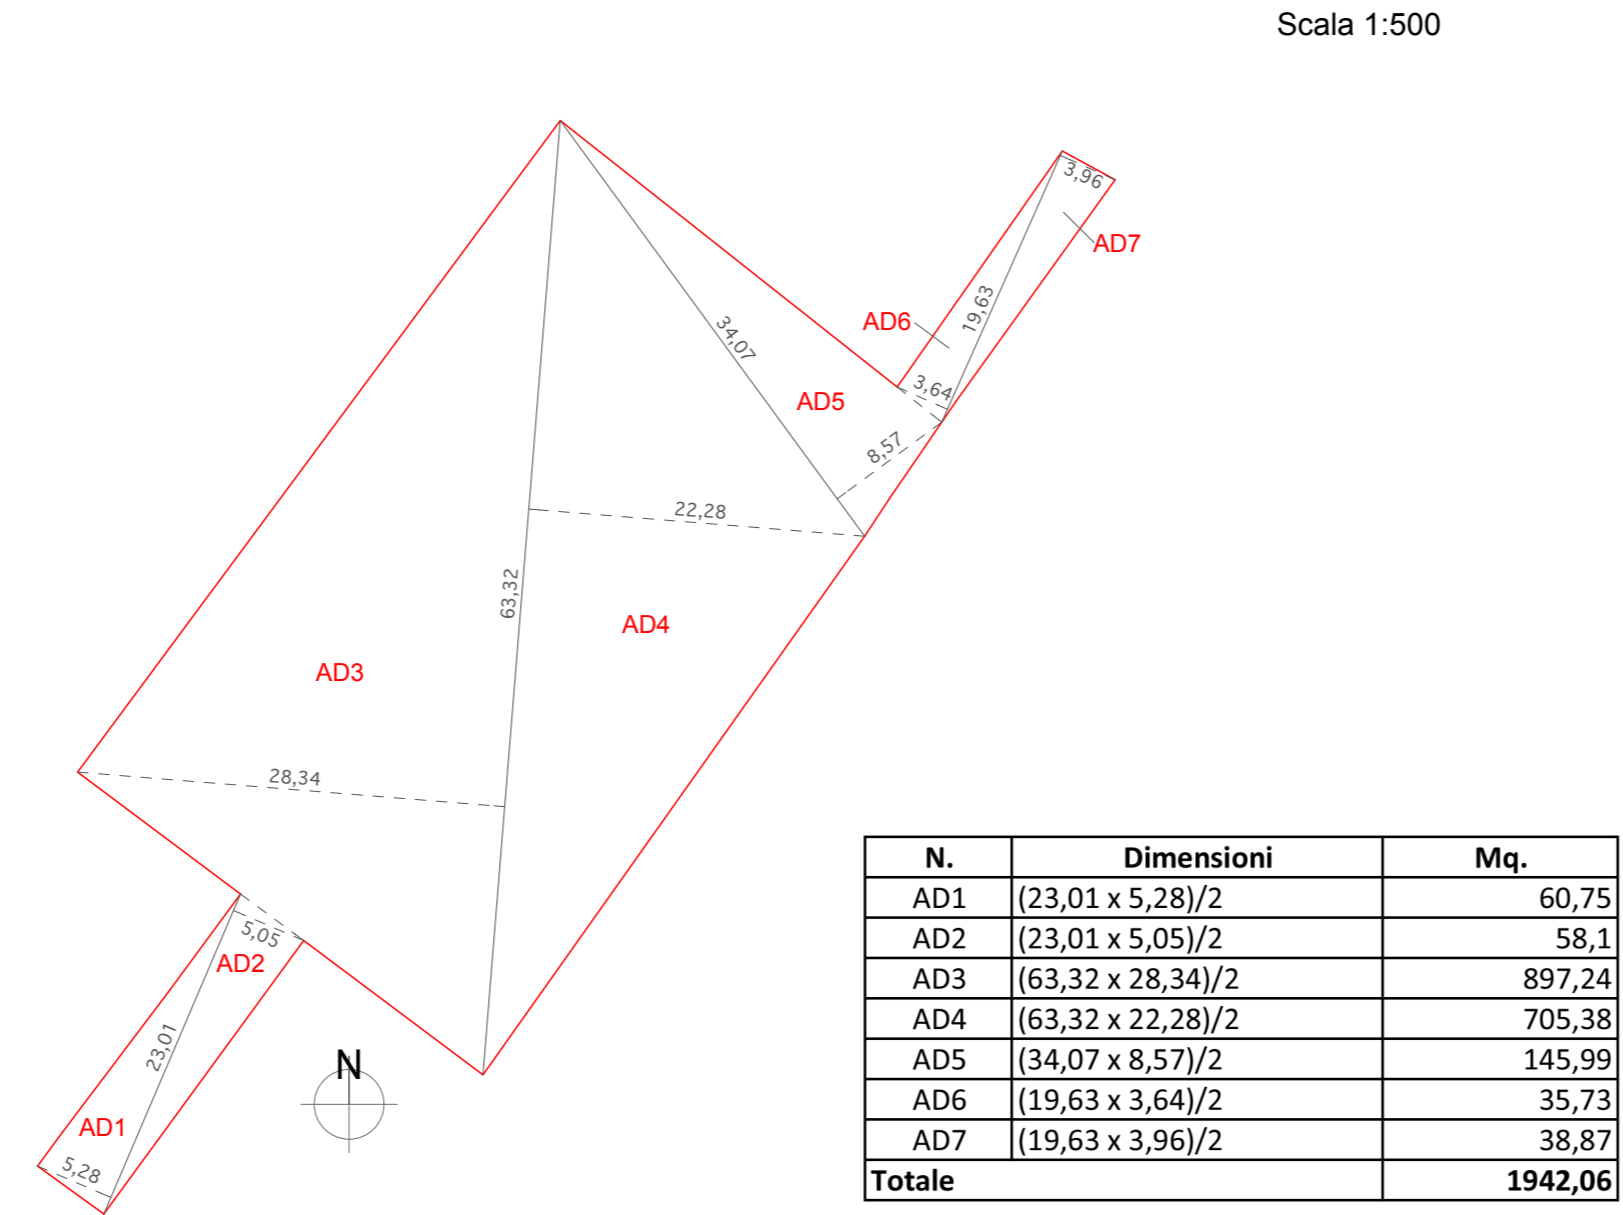 Scala 1:500
3,96
AD7
19,63
AD6
34,07
3,64
AD5
8,57
22,28
63,32
AD4
AD3
28,34
5,05
AD2
23,01
N
AD1
5,28
N. Dimensioni Mq.
AD1 (23,01 x 5,28)/2 60,75
AD2 (23,01 x 5,05)/2 58,1
AD3 (63,32 x 28,34)/2 897,24
AD4 (63,32 x 22,28)/2 705,38
AD5 (34,07 x 8,57)/2 145,99
AD6 (19,63 x 3,64)/2 35,73
AD7 (19,63 x 3,96)/2 38,87
Totale 1942,06